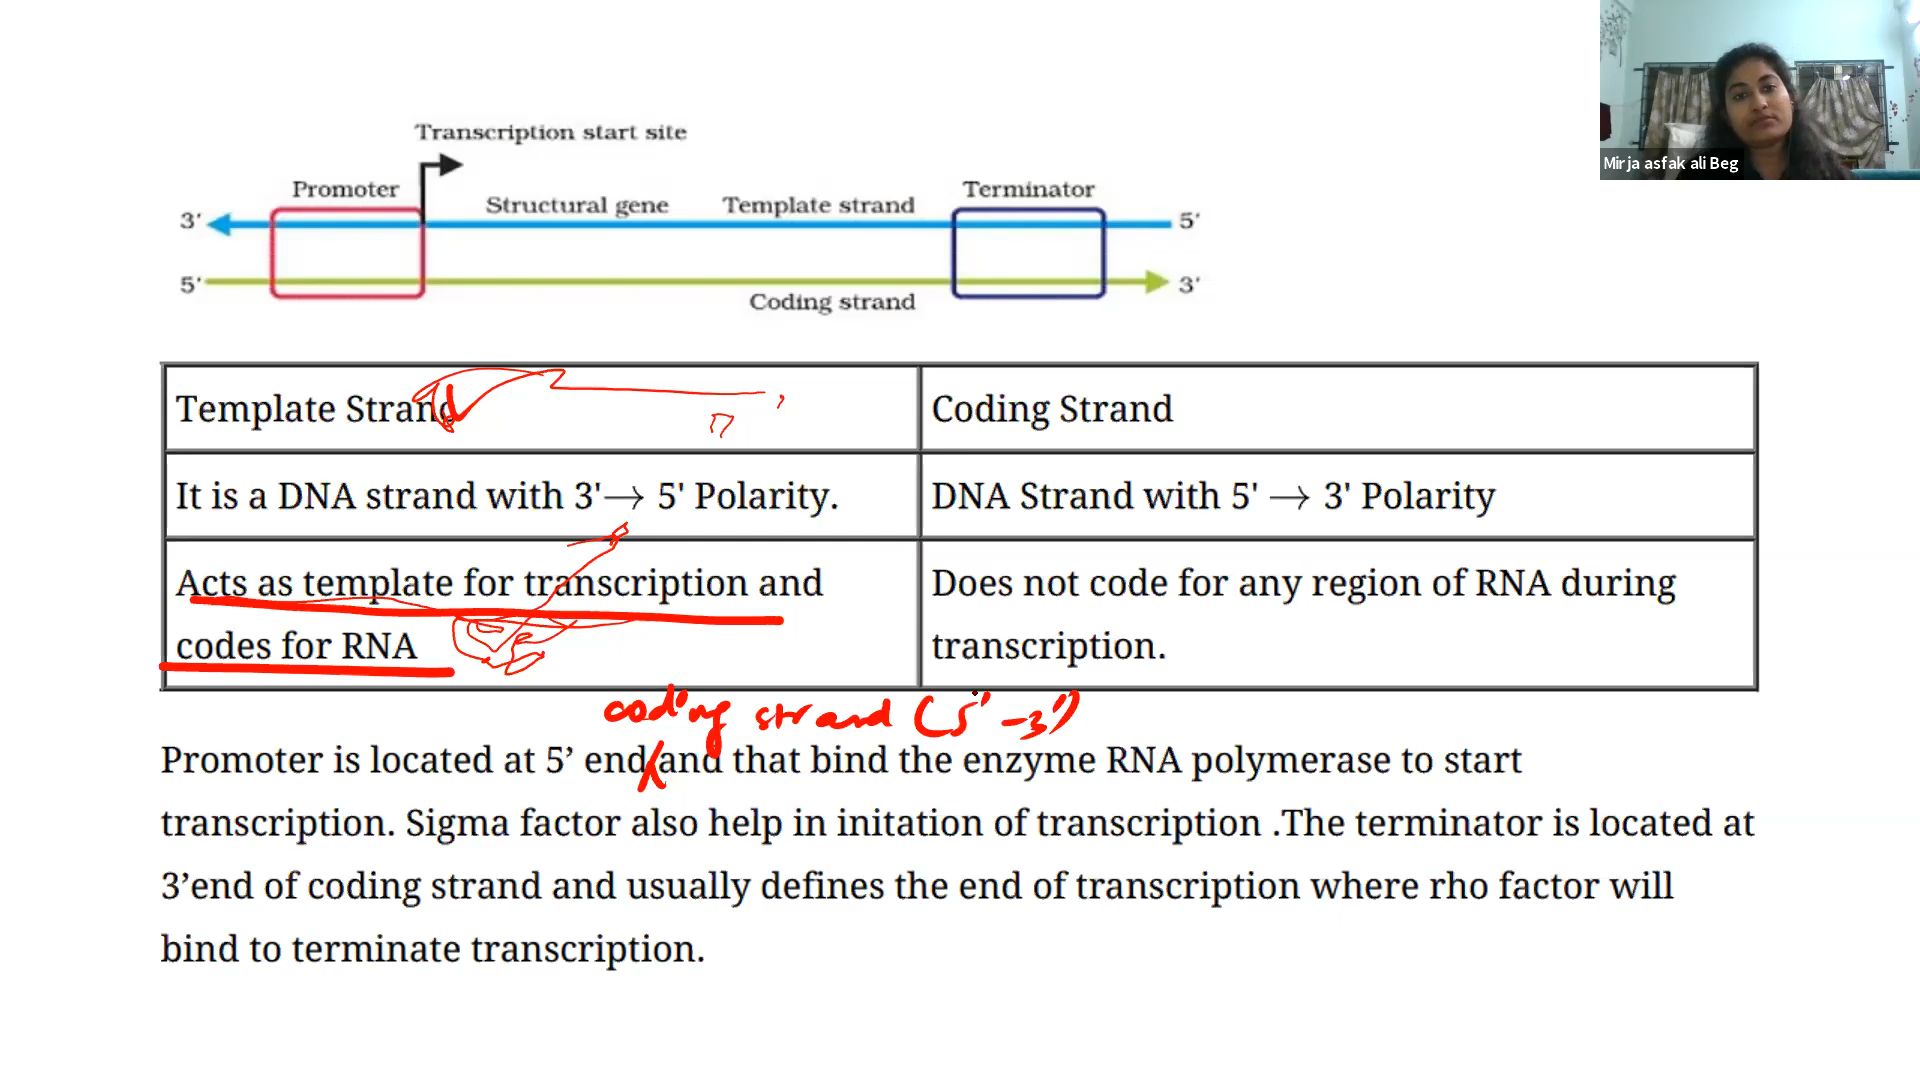 Mirja asfak ali Beg
Transcription start site
Promoter
Structural gene
Template strand
Terminator
3'
5'
5'
3'
Coding strand
Template Strand
Coding Strand
It is a DNA strand with 3'→ 5' Polarity.
DNA Strand with 5' → 3' Polarity
Acts as template for transcription and
codes for RNA
Does not code for any region of RNA during
transcription.
coding strand (5'-3')
Promoter is located at 5’ end and that bind the enzyme RNA polymerase to start
transcription. Sigma factor also help in initation of transcription .The terminator is located at
3’end of coding strand and usually defines the end of transcription where rho factor will
bind to terminate transcription.